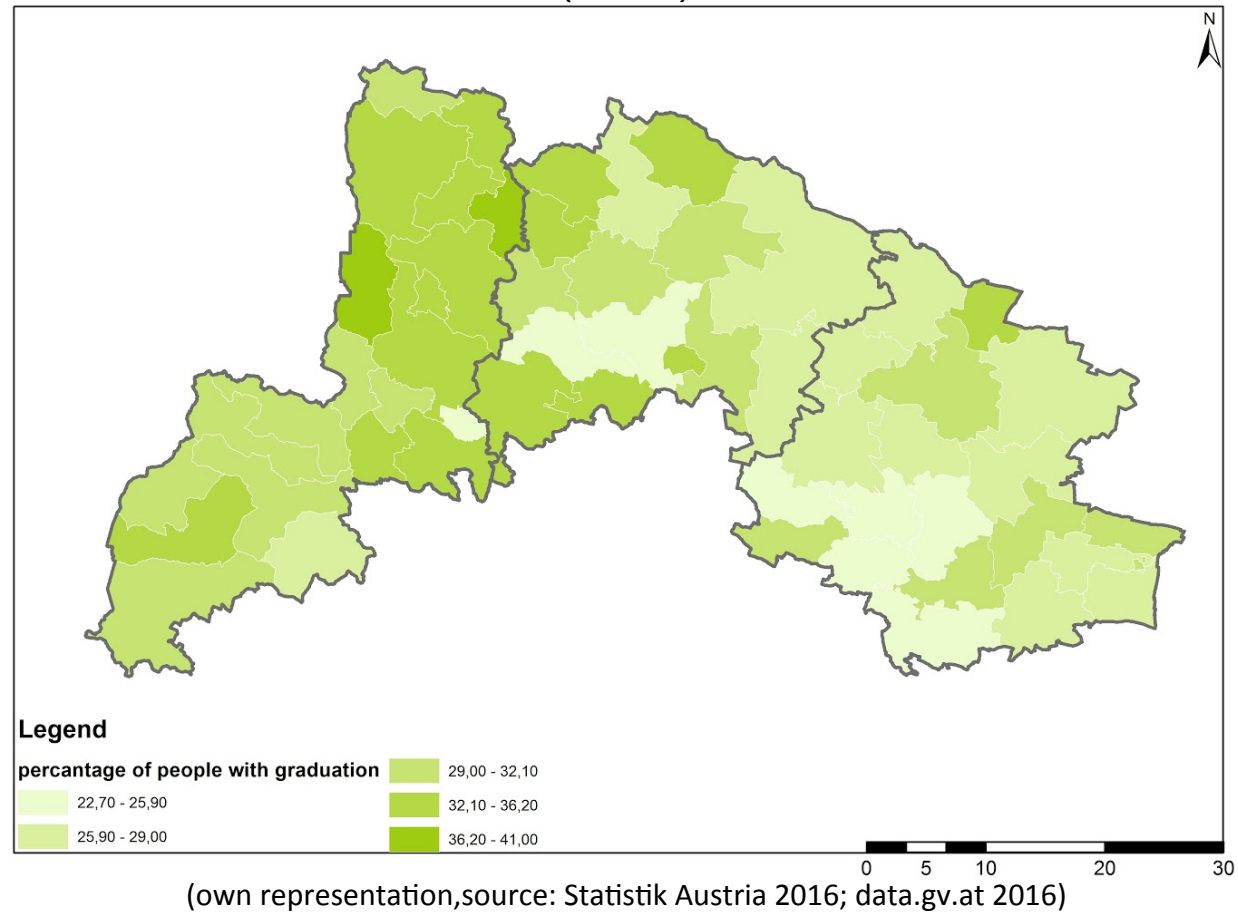 N
Legend
percantage of people with graduation
22,70 - 25,90
25,90 - 29,00
29,00 - 32,10
32,10 - 36,20
36,20 - 41,00
0 5 10 20 30
(own representation,source: Statistik Austria 2016; data.gv.at 2016)